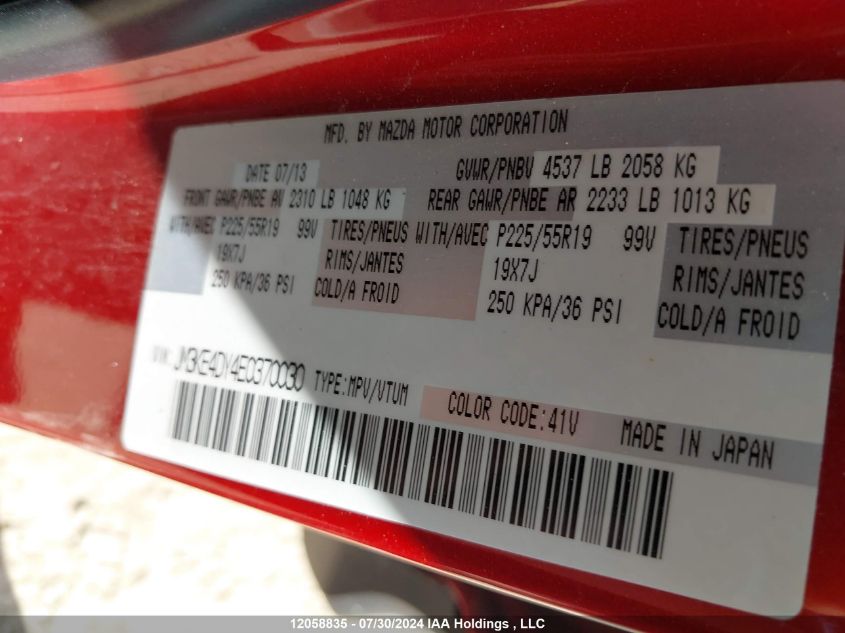 MFD. BY MAZDA MOTOR CORPORATION
DATE 07/13 GVWR/PNBV 4537 LB 2058 KG
FRONT GAWR/PNBE AV 2310 LB 1048 KG REAR GAWR/PNBE AR 2233 LB 1013 KG
WITH/AVEC P225/55R19 99V TIRES/PNEUS WITH/AVEC P225/55R19 99V TIRES/PNEUS
19X7J RIMS/JANTES 19X7J RIMS/JANTES
250 KPA/36 PSI COLD/A FROID 250 KPA/36 PSI COLD/A FROID
VIN: JM3KE4DY4E0370030 TYPE:MPV/VTUM COLOR CODE:41V MADE IN JAPAN
12058835 - 07/30/2024 IAA Holdings , LLC